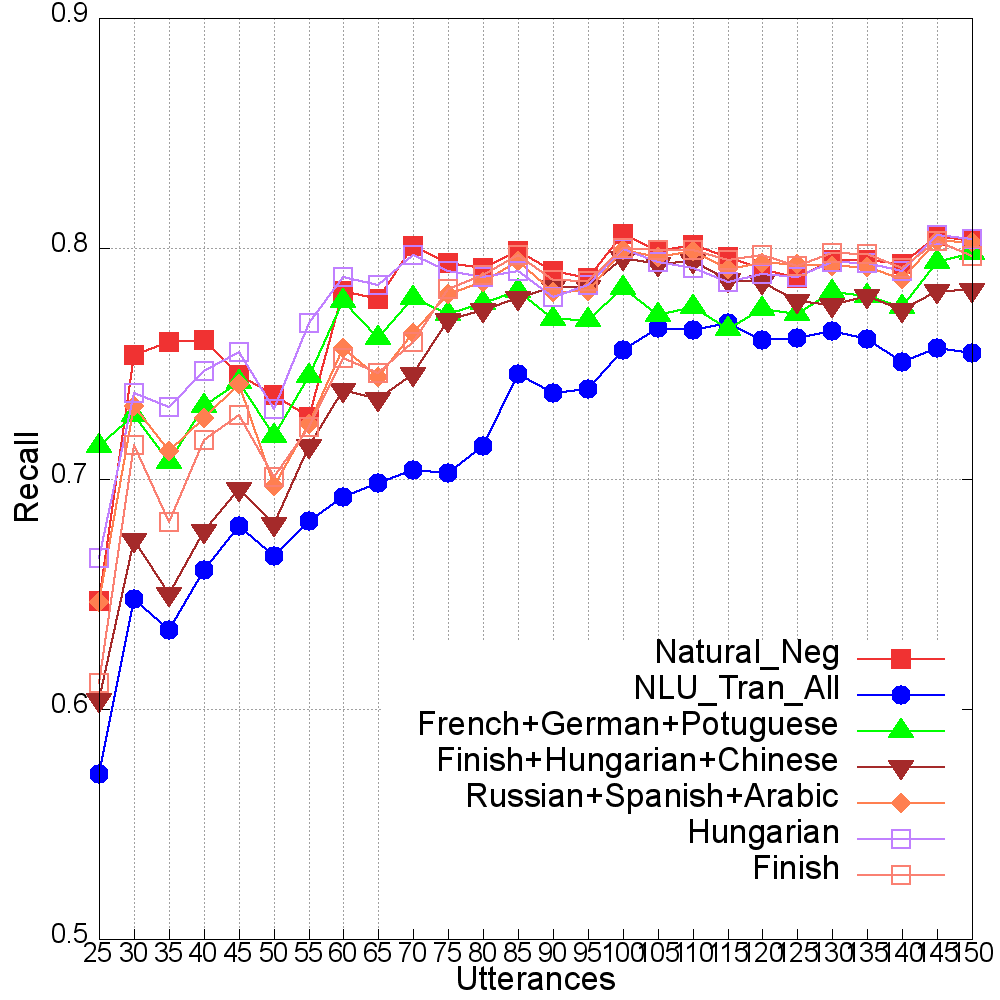 0.9
0.8
0.7
0.6
0.5
Recall
Natural_Neg
NLU_Tran_All
French+German+Potuguese
Finish+Hungarian+Chinese
Russian+Spanish+Arabic
Hungarian
Finish
25 30 35 40 45 50 55 60 65 70 75 80 85 90 95 100 105 110 115 120 125 130 135 140 145 150
Utterances